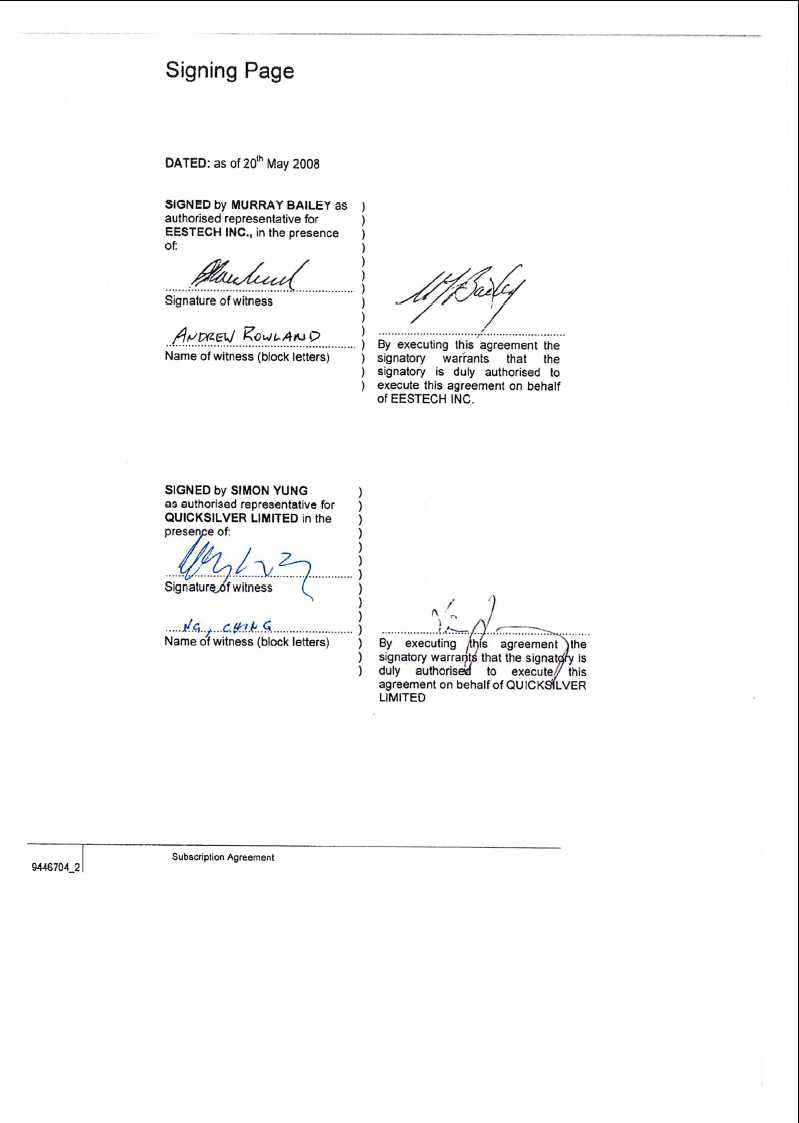 Signing Page
DATED: as of 20th May 2008
SIGNED by MURRAY BAILEY as )
authorised representative for )
EESTECH INC., in the presence )
of: )
)
)
Signature of witness )
)
ANDREW ROWLAND )
Name of witness (block letters) )
)
)
M J Bailey
By executing this agreement the
signatory warrants that the
signatory is duly authorised to
execute this agreement on behalf
of EESTECH INC.
SIGNED by SIMON YUNG )
as authorised representative for )
QUICKSILVER LIMITED in the )
presence of: )
)
)
)
Signature of witness )
)
)
NG, CHING )
Name of witness (block letters) )
)
)
By executing this agreement the
signatory warrants that the signatory is
duly authorised to execute this
agreement on behalf of QUICKSILVER
LIMITED
Subscription Agreement
9446704_2